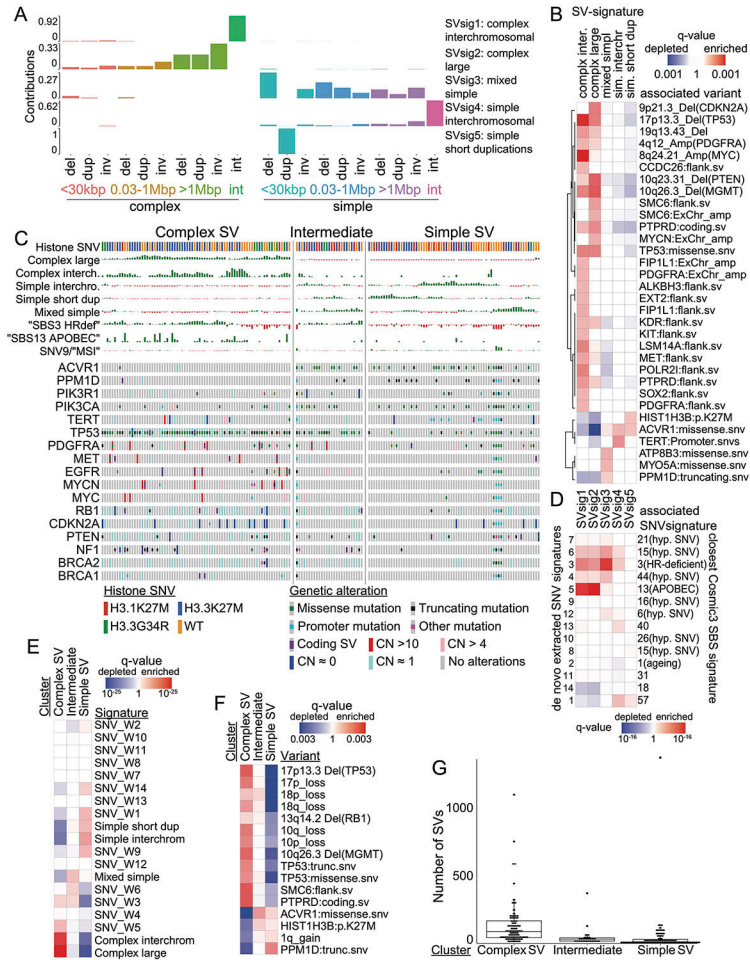 A
Contributions
0.92
0
0.33
0
0.27
0
0.62
0
1
0
SVsig1: complex
interchromosomal
SVsig2: complex
large
SVsig3: mixed
simple
SVsig4: simple
interchromosomal
SVsig5: simple
short duplications
del dup inv del dup inv del dup inv int
del dup inv del dup inv del dup inv int
<30kbp 0.03-1Mbp >1Mbp int
<30kbp 0.03-1Mbp >1Mbp int
complex
simple
B
SV-signature
complx inter.
complx large
mixed simpl
sim. interchr
sim. short dup
q-value
depleted enriched
0.001 1 0.001
associated variant
9p21.3_Del(CDKN2A)
17p13.3_Del(TP53)
19q13.43_Del
4q12_Amp(PDGFRA)
8q24.21_Amp(MYC)
CCDC26:flank.sv
10q23.31_Del(PTEN)
10q26.3_Del(MGMT)
SMC6:flank.sv
SMC6:ExChr_amp
PTPRD:coding.sv
MYCN:ExChr_amp
TP53:missense.snv
FIP1L1:ExChr_amp
PDGFRA:ExChr_amp
ALKBH3:flank.sv
EXT2:flank.sv
FIP1L1:flank.sv
KDR:flank.sv
KIT:flank.sv
LSM14A:flank.sv
MET:flank.sv
POLR2I:flank.sv
PTPRD:flank.sv
SOX2:flank.sv
PDGFRA:flank.sv
HIST1H3B:p.K27M
ACVR1:missense.snv
TERT:Promoter.snvs
ATP8B3:missense.snv
MYO5A:missense.snv
PPM1D:truncating.snv
C
Complex SV Intermediate Simple SV
Histone SNV
Complex large
Complex interch.
Simple interchro.
Simple short dup
Mixed simple
"SBS3 HRdef"
"SBS13 APOBEC"
SNV9/"MSI"
ACVR1
PPM1D
PIK3R1
PIK3CA
TERT
TP53
PDGFRA
MET
EGFR
MYCN
MYC
RB1
CDKN2A
PTEN
NF1
BRCA2
BRCA1
Histone SNV
H3.1K27M
H3.3K27M
H3.3G34R
WT
Genetic alteration
Missense mutation
Truncating mutation
Promoter mutation
Other mutation
Coding SV
CN >10
CN > 4
CN ≈ 0
CN ≈ 1
No alterations
D
SVsig1
SVsig2
SVsig3
SVsig4
SVsig5
associated
SNVsignature
de novo extracted SNV signatures
closest Cosmic3 SBS signature
7 21(hyp. SNV)
6 15(hyp. SNV)
3 3(HR-deficient)
4 44(hyp. SNV)
5 13(APOBEC)
9 16(hyp. SNV)
12 6(hyp. SNV)
13 40
10 26(hyp. SNV)
8 15(hyp. SNV)
2 1(ageing)
11 31
14 18
1 57
q-value
depleted enriched
10-16 1 10-16
E
Cluster
Complex SV
Intermediate
Simple SV
q-value
depleted enriched
10-25 1 10-25
Signature
SNV_W2
SNV_W10
SNV_W11
SNV_W8
SNV_W7
SNV_W14
SNV_W13
SNV_W1
Simple short dup
Simple interchrom
SNV_W9
SNV_W12
Mixed simple
SNV_W6
SNV_W3
SNV_W4
SNV_W5
Complex interchrom
Complex large
F
Cluster
Complex SV
Intermediate
Simple SV
q-value
depleted enriched
0.003 1 0.003
Variant
17p13.3 Del(TP53)
17p_loss
18p_loss
18q_loss
13q14.2 Del(RB1)
10q_loss
10p_loss
10q26.3 Del(MGMT)
TP53:trunc.snv
TP53:missense.snv
SMC6:flank.sv
PTPRD:coding.sv
ACVR1:missense.snv
HIST1H3B:p.K27M
1q_gain
PPM1D:trunc.snv
G
Number of SVs
1000
500
0
Cluster Complex SV Intermediate Simple SV